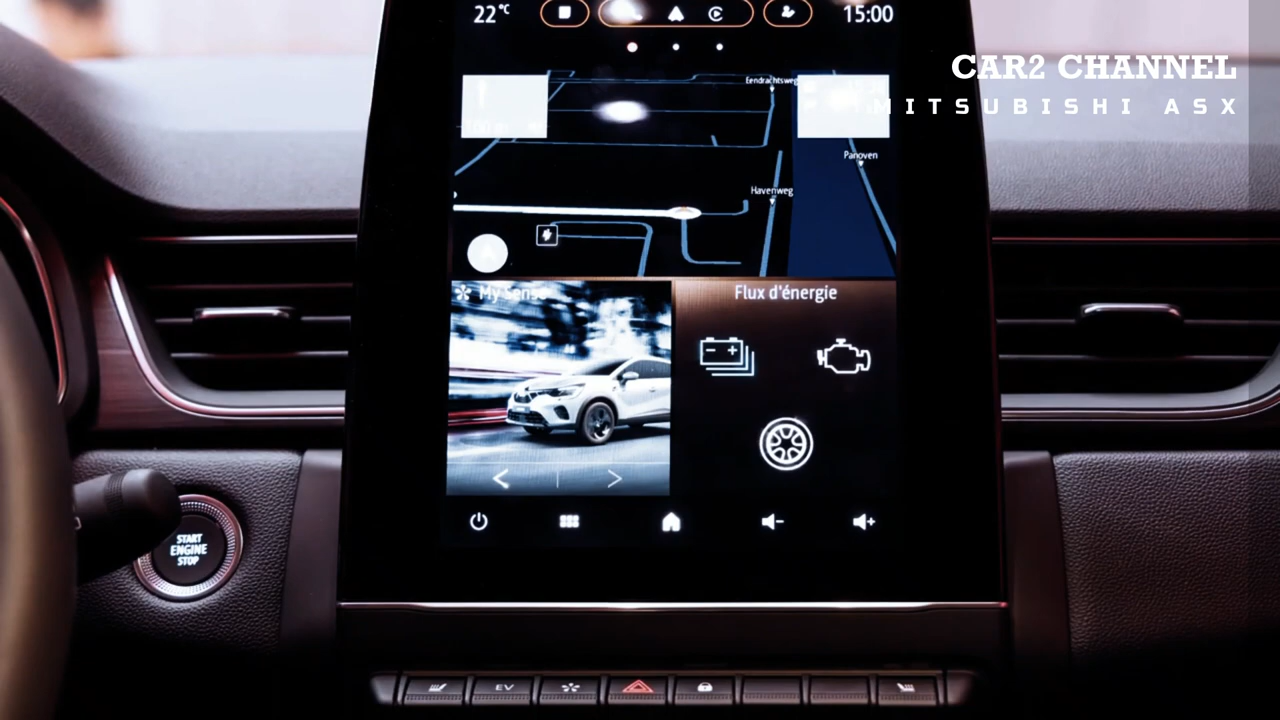 22°C
15:00
CAR2 CHANNEL
MITSUBISHI ASX
Eendrachtsweg
Panoven
Havenweg
My Sense
Flux d'énergie
START
ENGINE
STOP
EV